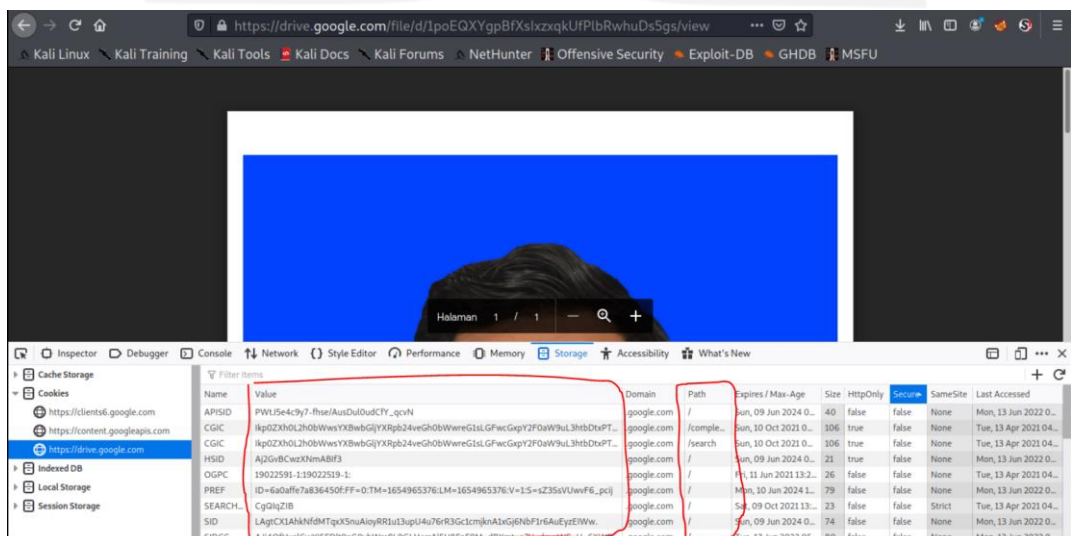 https://drive.google.com/file/d/1poEQXYgpBfXsIxzxqkUfPlbRwhuDs5gs/view
Kali Linux Kali Training Kali Tools Kali Docs Kali Forums NetHunter Offensive Security Exploit-DB GHDB MSFU
Halaman 1 / 1
Inspector Debugger Console Network Style Editor Performance Memory Storage Accessibility What's New
Cache Storage
Cookies
https://clients6.google.com
https://content.googleapis.com
https://drive.google.com
Indexed DB
Local Storage
Session Storage
Filter Items
Name Value Domain Path Expires / Max-Age Size HttpOnly Secure SameSite Last Accessed
APISID PWtJ5e4c9y7-fhse/AusDul0udCfY_qcvN .google.com / Sun, 09 Jun 2024 0... 40 false false None Mon, 13 Jun 2022 0...
CGIC .google.com /comple... Sun, 10 Oct 2021 0... 106 true false None Tue, 13 Apr 2021 04...
CGIC .google.com /search Sun, 10 Oct 2021 0... 106 true false None Tue, 13 Apr 2021 04...
HSID Aj2GvBCwzXNmABif3 .google.com / Sun, 09 Jun 2024 0... 21 true false None Mon, 13 Jun 2022 0...
OGPC 19022591-1:19022519-1: .google.com / Fri, 11 Jun 2021 13:2... 26 false false None Tue, 13 Apr 2021 04...
PREF ID=6a0affe7a836450f:FF=0:TM=1654965376:LM=1654965376:V=1:S=sZ3SsVUwvF6_pcij .google.com / Mon, 10 Jun 2024 1... 79 false false None Mon, 13 Jun 2022 0...
SEARCH... CgQIqZIB .google.com / Sat, 09 Oct 2021 13:... 23 false false Strict Tue, 13 Apr 2021 04...
SID .google.com / Sun, 09 Jun 2024 0... 74 false false None Mon, 13 Jun 2022 0...